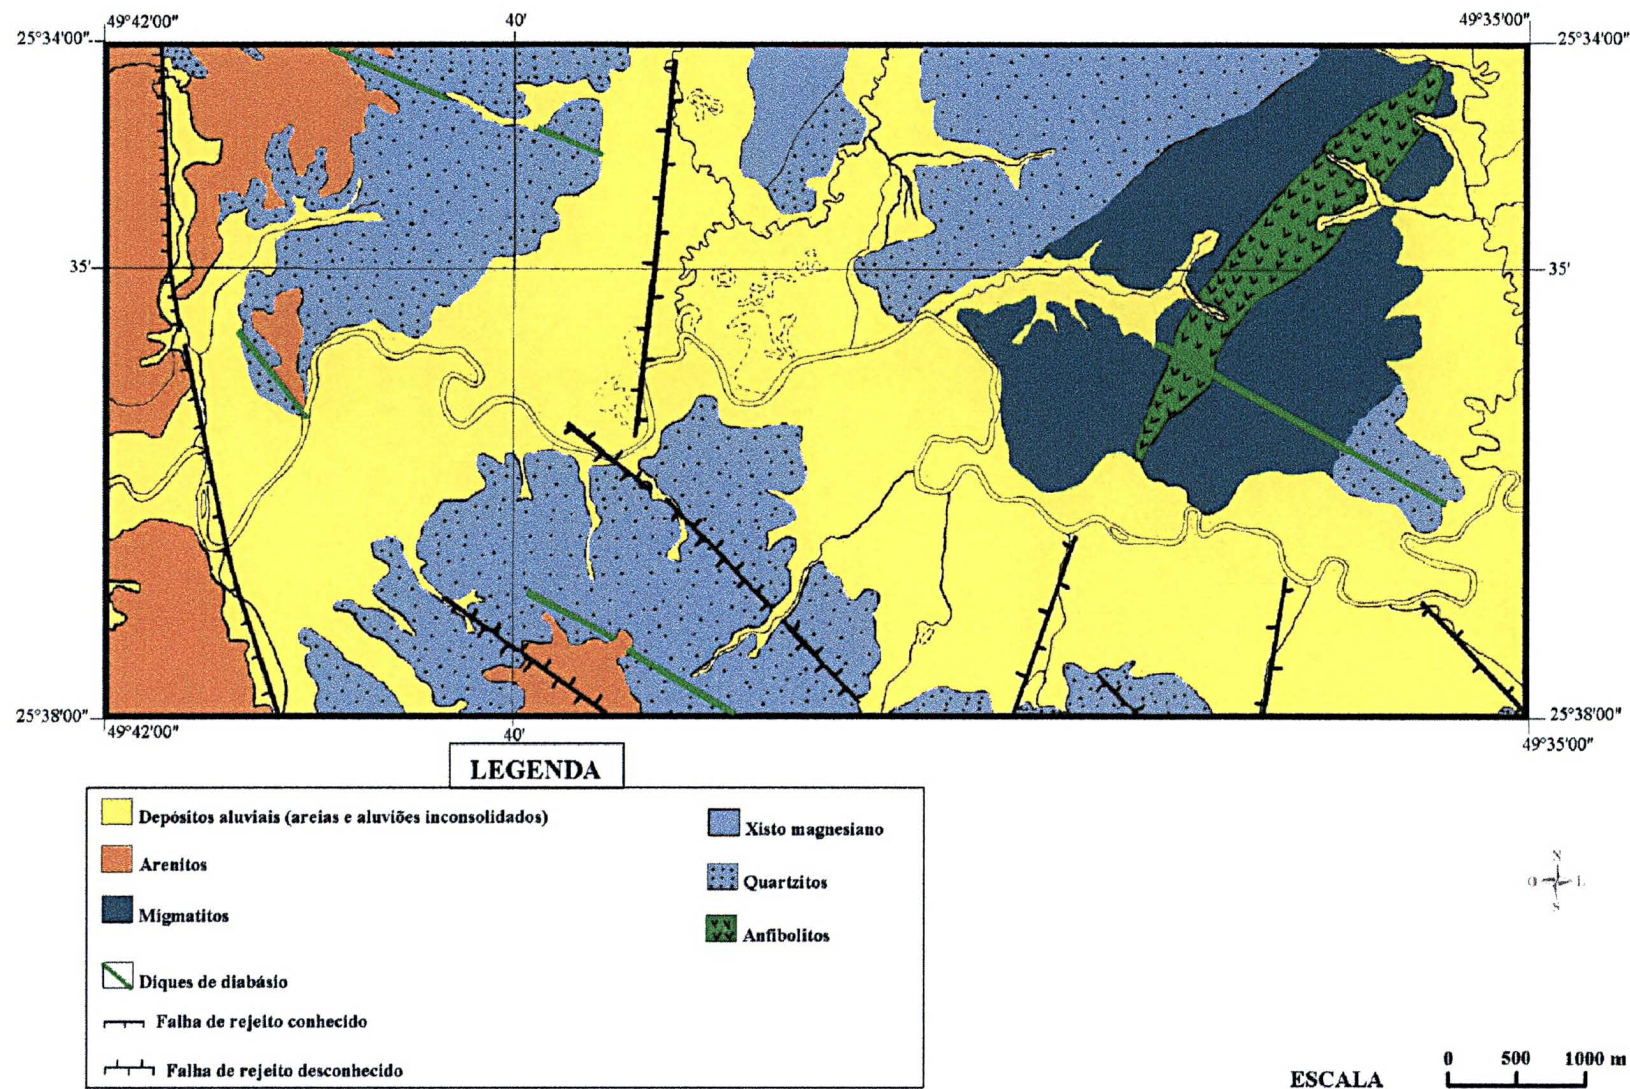 49°42'00" 40' 49°35'00"
25°34'00" 25°34'00"
35' 35'
25°38'00" 25°38'00"
49°42'00" 40' 49°35'00"
LEGENDA
Depósitos aluviais (areias e aluviões inconsolidados)
Arenitos
Migmatitos
Diques de diabásio
Falha de rejeito conhecido
Falha de rejeito desconhecido
Xisto magnesiano
Quartzitos
Anfibolitos
N
O L
S
0 500 1000 m
ESCALA